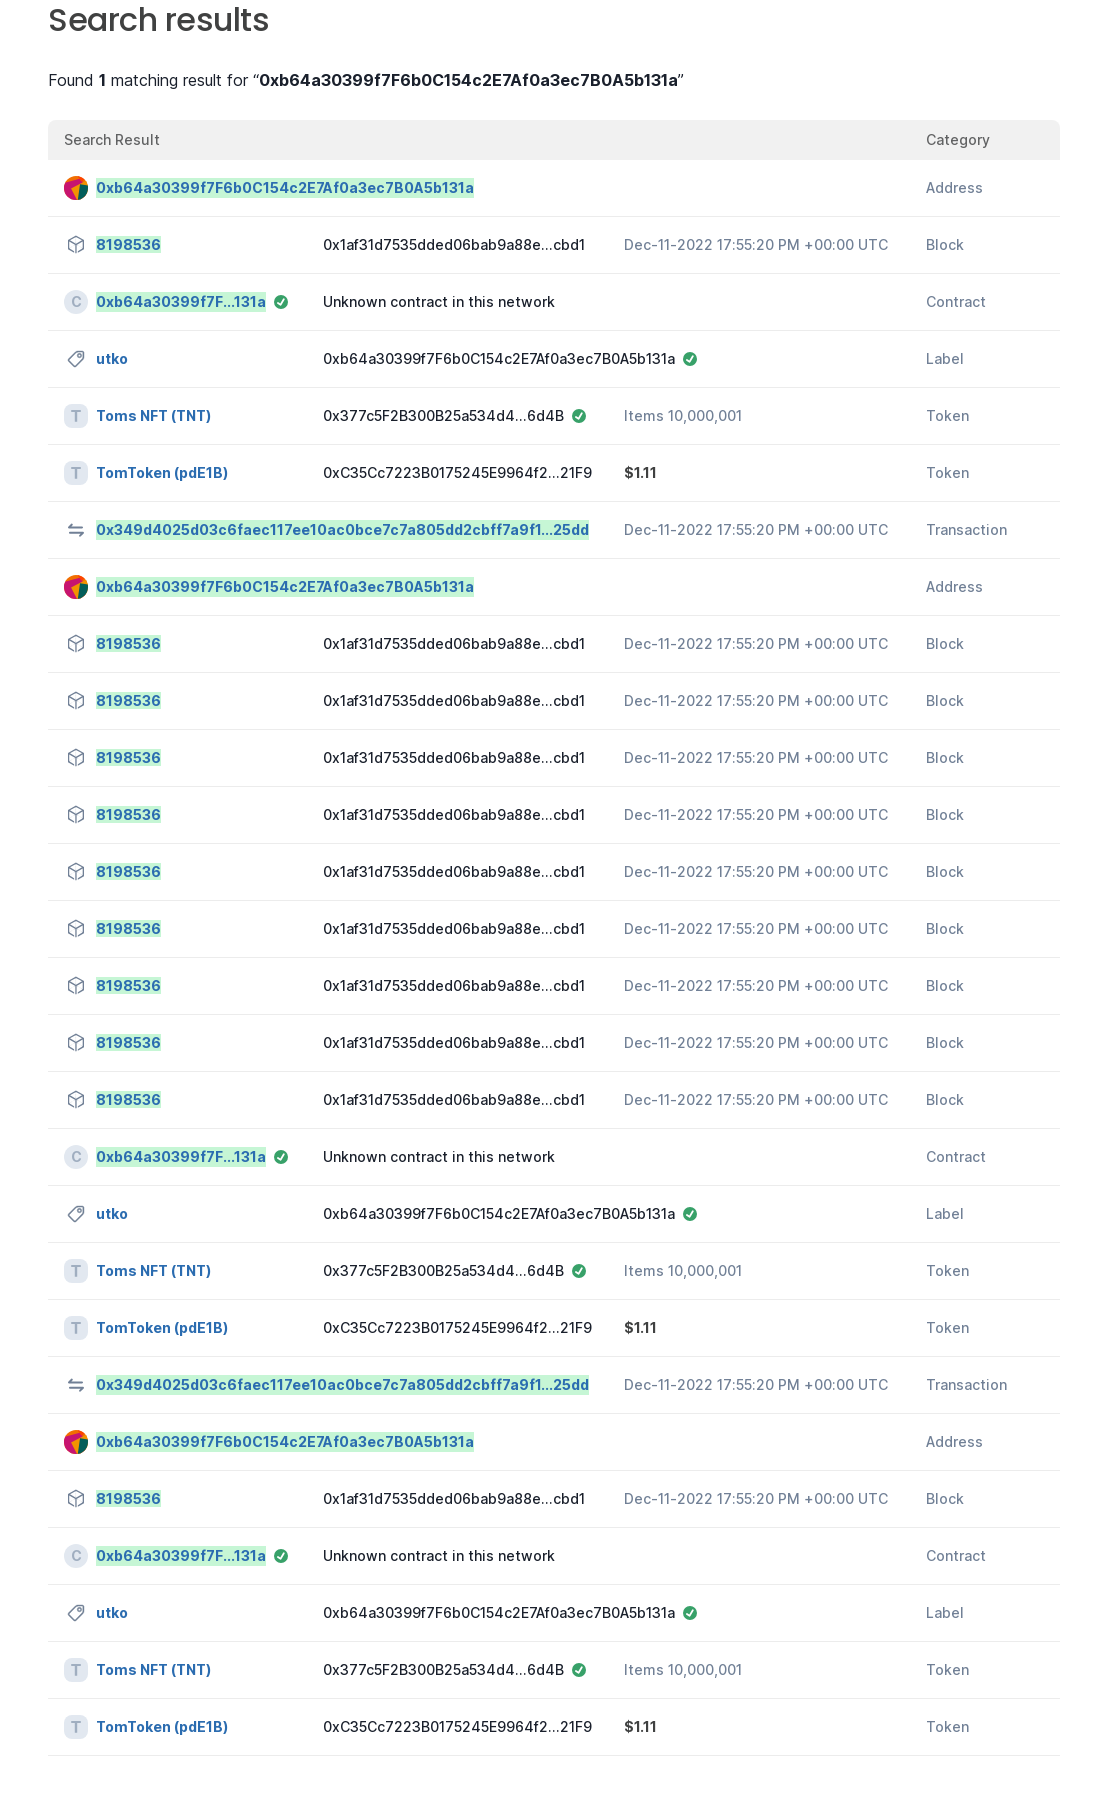 Search results
Found 1 matching result for “0xb64a30399f7F6b0C154c2E7Af0a3ec7B0A5b131a”
Search Result Category
0xb64a30399f7F6b0C154c2E7Af0a3ec7B0A5b131a Address
8198536 0x1af31d7535dded06bab9a88e...cbd1 Dec-11-2022 17:55:20 PM +00:00 UTC Block
C 0xb64a30399f7F...131a Unknown contract in this network Contract
utko 0xb64a30399f7F6b0C154c2E7Af0a3ec7B0A5b131a Label
T Toms NFT (TNT) 0x377c5F2B300B25a534d4...6d4B Items 10,000,001 Token
T TomToken (pdE1B) 0xC35Cc7223B0175245E9964f2...21F9 $1.11 Token
0x349d4025d03c6faec117ee10ac0bce7c7a805dd2cbff7a9f1...25dd Dec-11-2022 17:55:20 PM +00:00 UTC Transaction
0xb64a30399f7F6b0C154c2E7Af0a3ec7B0A5b131a Address
8198536 0x1af31d7535dded06bab9a88e...cbd1 Dec-11-2022 17:55:20 PM +00:00 UTC Block
8198536 0x1af31d7535dded06bab9a88e...cbd1 Dec-11-2022 17:55:20 PM +00:00 UTC Block
8198536 0x1af31d7535dded06bab9a88e...cbd1 Dec-11-2022 17:55:20 PM +00:00 UTC Block
8198536 0x1af31d7535dded06bab9a88e...cbd1 Dec-11-2022 17:55:20 PM +00:00 UTC Block
8198536 0x1af31d7535dded06bab9a88e...cbd1 Dec-11-2022 17:55:20 PM +00:00 UTC Block
8198536 0x1af31d7535dded06bab9a88e...cbd1 Dec-11-2022 17:55:20 PM +00:00 UTC Block
8198536 0x1af31d7535dded06bab9a88e...cbd1 Dec-11-2022 17:55:20 PM +00:00 UTC Block
8198536 0x1af31d7535dded06bab9a88e...cbd1 Dec-11-2022 17:55:20 PM +00:00 UTC Block
8198536 0x1af31d7535dded06bab9a88e...cbd1 Dec-11-2022 17:55:20 PM +00:00 UTC Block
C 0xb64a30399f7F...131a Unknown contract in this network Contract
utko 0xb64a30399f7F6b0C154c2E7Af0a3ec7B0A5b131a Label
T Toms NFT (TNT) 0x377c5F2B300B25a534d4...6d4B Items 10,000,001 Token
T TomToken (pdE1B) 0xC35Cc7223B0175245E9964f2...21F9 $1.11 Token
0x349d4025d03c6faec117ee10ac0bce7c7a805dd2cbff7a9f1...25dd Dec-11-2022 17:55:20 PM +00:00 UTC Transaction
0xb64a30399f7F6b0C154c2E7Af0a3ec7B0A5b131a Address
8198536 0x1af31d7535dded06bab9a88e...cbd1 Dec-11-2022 17:55:20 PM +00:00 UTC Block
C 0xb64a30399f7F...131a Unknown contract in this network Contract
utko 0xb64a30399f7F6b0C154c2E7Af0a3ec7B0A5b131a Label
T Toms NFT (TNT) 0x377c5F2B300B25a534d4...6d4B Items 10,000,001 Token
T TomToken (pdE1B) 0xC35Cc7223B0175245E9964f2...21F9 $1.11 Token